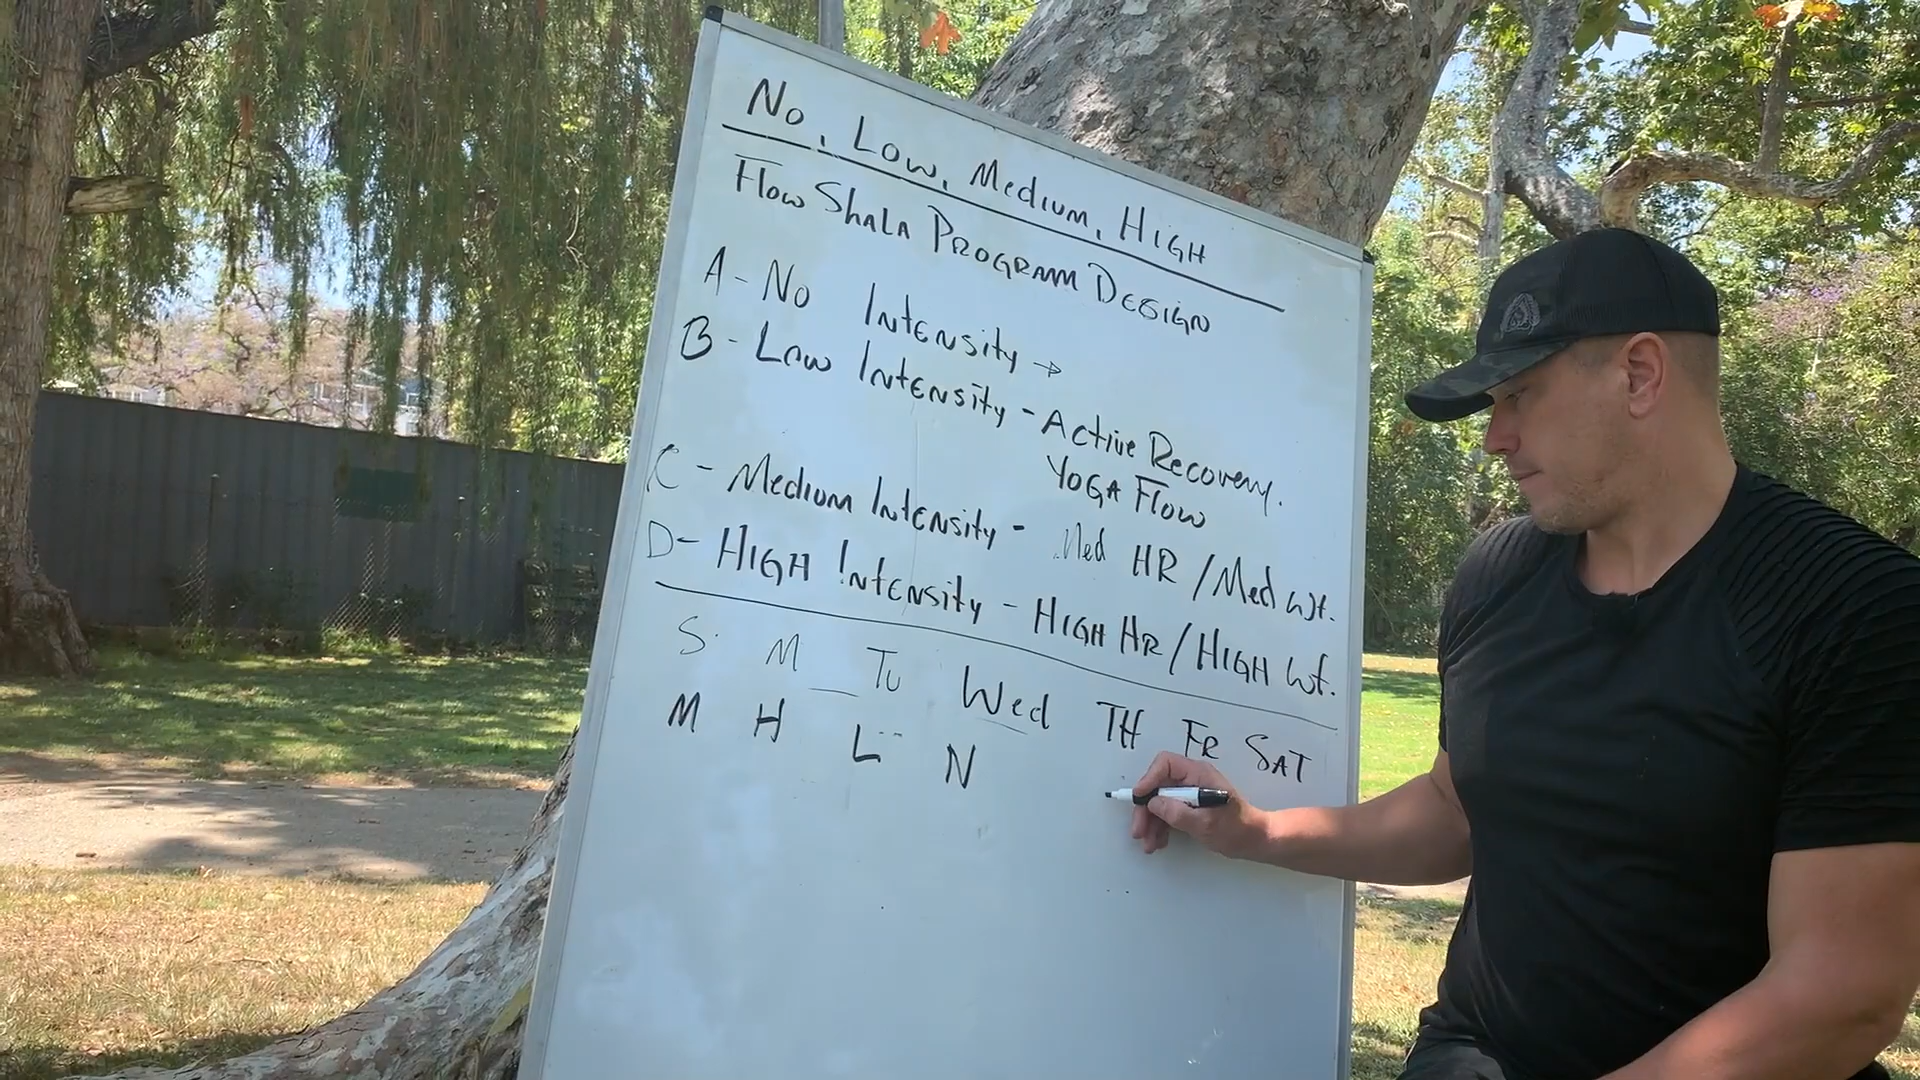 No, Low, Medium, High
Flow Shala Program Design
A - No Intensity →
B - Low Intensity - Active Recovery.
Yoga Flow
C - Medium Intensity - Med HR / Med wt.
D - High Intensity - High HR / High wt.
S M Tu Wed TH FR SAT
M H L N